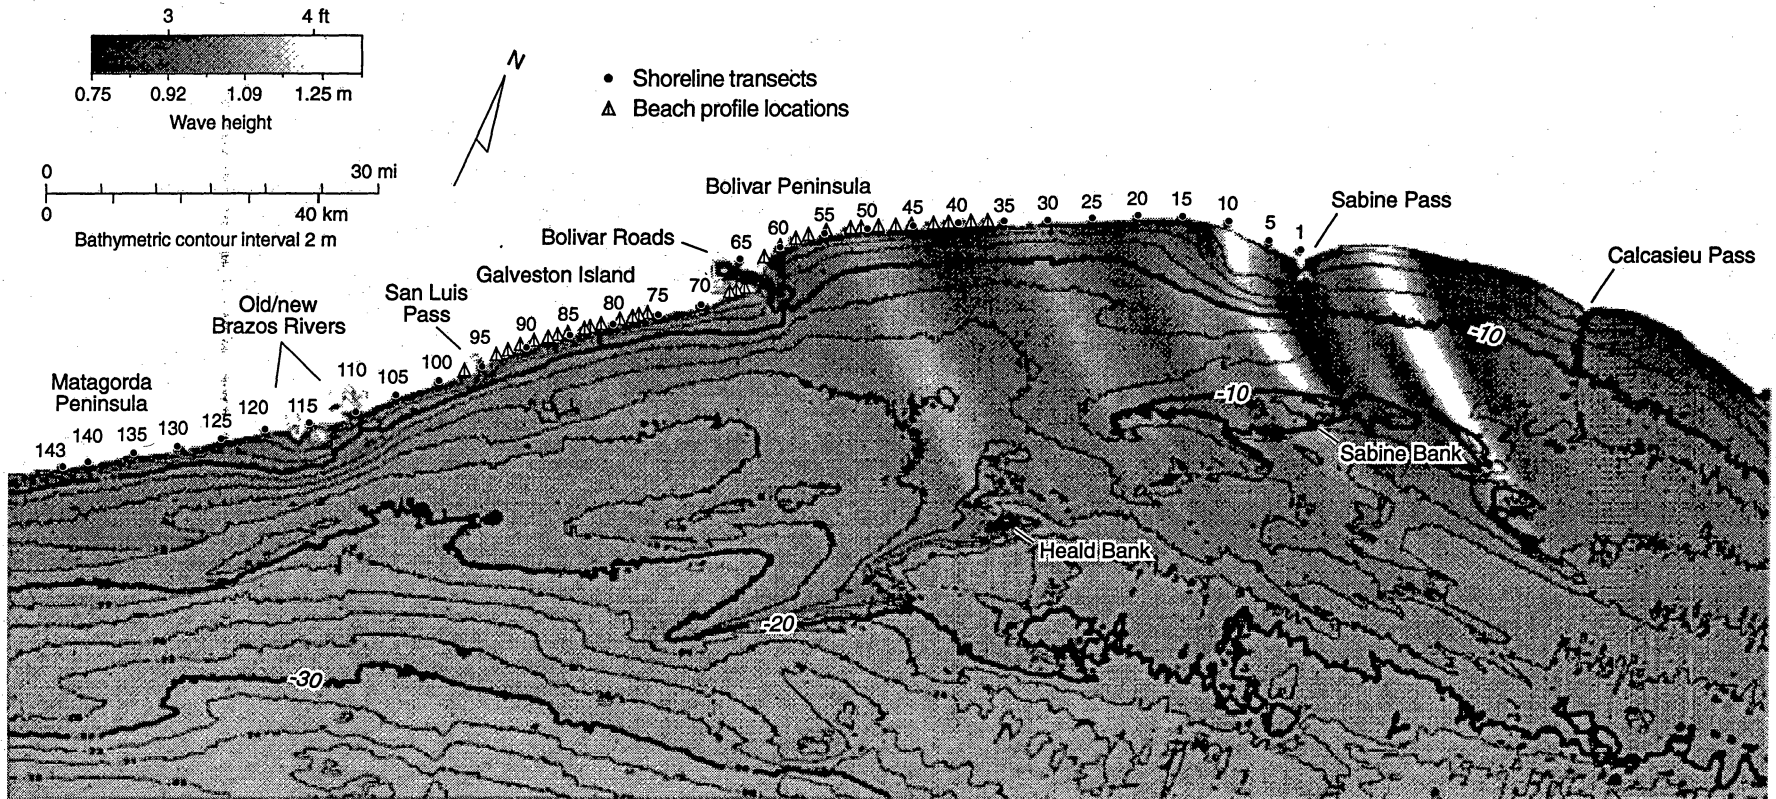 3 4 ft
0.75 0.92 1.09 1.25 m
Wave height
0 30 mi
0 40 km
Bathymetric contour interval 2 m
N
Shoreline transects
Beach profile locations
Bolivar Peninsula
Sabine Pass
Calcasieu Pass
Bolivar Roads
Galveston Island
San Luis
Pass
Old/new
Brazos Rivers
Matagorda
Peninsula
143 140 135 130 125 120 115 110 105 100 95 90 85 80 75 70 65 60 55 50 45 40 35 30 25 20 15 10 5 1
-10
-10
Sabine Bank
Heald Bank
-20
-30